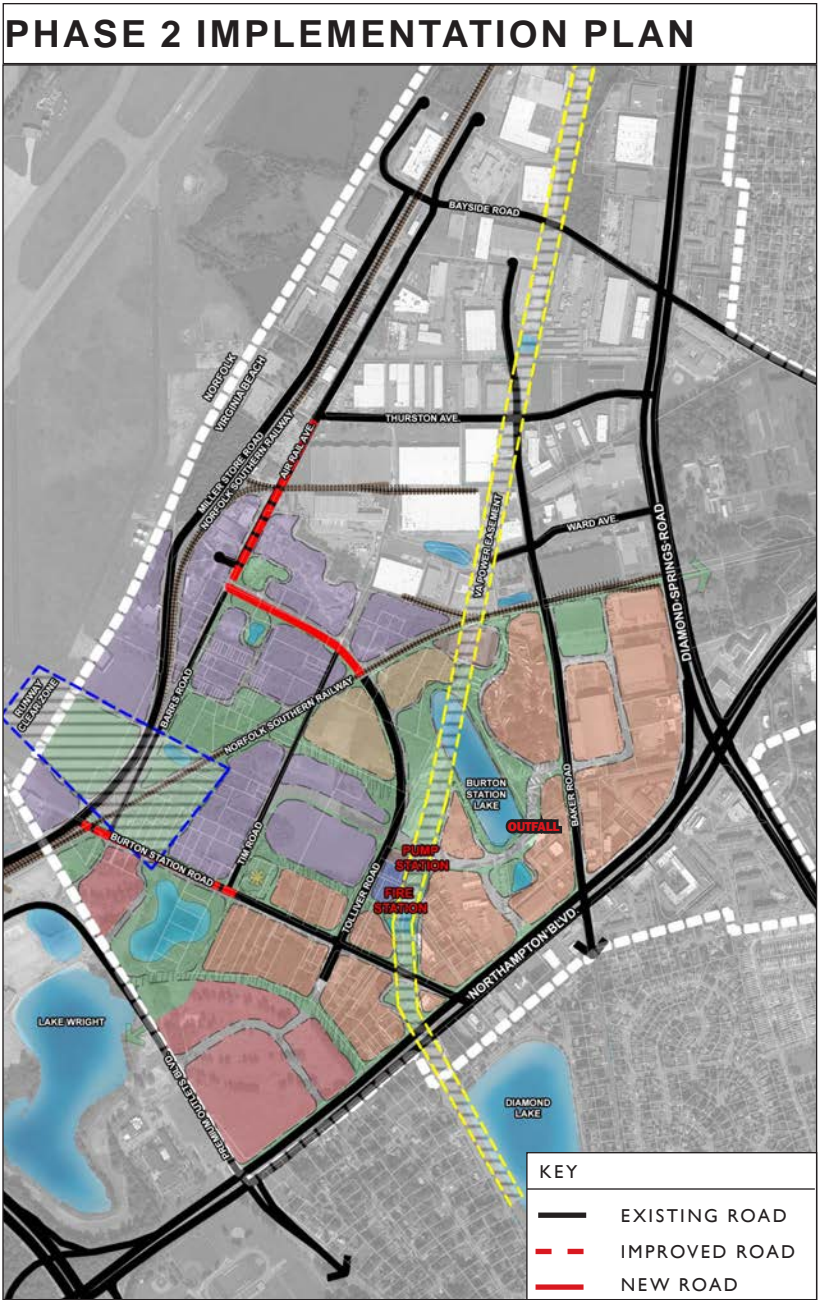 PHASE 2 IMPLEMENTATION PLAN
BAYSIDE ROAD
NORFOLK
VIRGINIA BEACH
THURSTON AVE.
MILLER STORE ROAD
NORFOLK SOUTHERN RAILWAY
AIR RAIL AVE.
VA POWER EASEMENT
WARD AVE.
DIAMOND SPRINGS ROAD
RUNWAY
CLEAR ZONE
BARRS ROAD
NORFOLK SOUTHERN RAILWAY
BURTON
STATION
LAKE
BAKER ROAD
OUTFALL
BURTON STATION ROAD
TIM ROAD
PUMP
STATION
TOLLIVER ROAD
FIRE
STATION
NORTHAMPTON BLVD.
LAKE WRIGHT
PREMIUM OUTLETS BLVD
DIAMOND
LAKE
KEY
EXISTING ROAD
IMPROVED ROAD
NEW ROAD